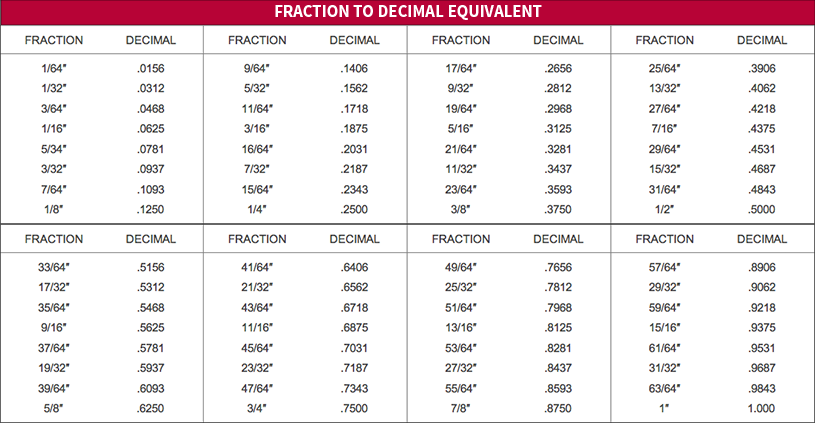 FRACTION TO DECIMAL EQUIVALENT
FRACTION DECIMAL FRACTION DECIMAL FRACTION DECIMAL FRACTION DECIMAL
1/64″ .0156 9/64″ .1406 17/64″ .2656 25/64″ .3906
1/32″ .0312 5/32″ .1562 9/32″ .2812 13/32″ .4062
3/64″ .0468 11/64″ .1718 19/64″ .2968 27/64″ .4218
1/16″ .0625 3/16″ .1875 5/16″ .3125 7/16″ .4375
5/34″ .0781 16/64″ .2031 21/64″ .3281 29/64″ .4531
3/32″ .0937 7/32″ .2187 11/32″ .3437 15/32″ .4687
7/64″ .1093 15/64″ .2343 23/64″ .3593 31/64″ .4843
1/8″ .1250 1/4″ .2500 3/8″ .3750 1/2″ .5000
FRACTION DECIMAL FRACTION DECIMAL FRACTION DECIMAL FRACTION DECIMAL
33/64″ .5156 41/64″ .6406 49/64″ .7656 57/64″ .8906
17/32″ .5312 21/32″ .6562 25/32″ .7812 29/32″ .9062
35/64″ .5468 43/64″ .6718 51/64″ .7968 59/64″ .9218
9/16″ .5625 11/16″ .6875 13/16″ .8125 15/16″ .9375
37/64″ .5781 45/64″ .7031 53/64″ .8281 61/64″ .9531
19/32″ .5937 23/32″ .7187 27/32″ .8437 31/32″ .9687
39/64″ .6093 47/64″ .7343 55/64″ .8593 63/64″ .9843
5/8″ .6250 3/4″ .7500 7/8″ .8750 1″ 1.000